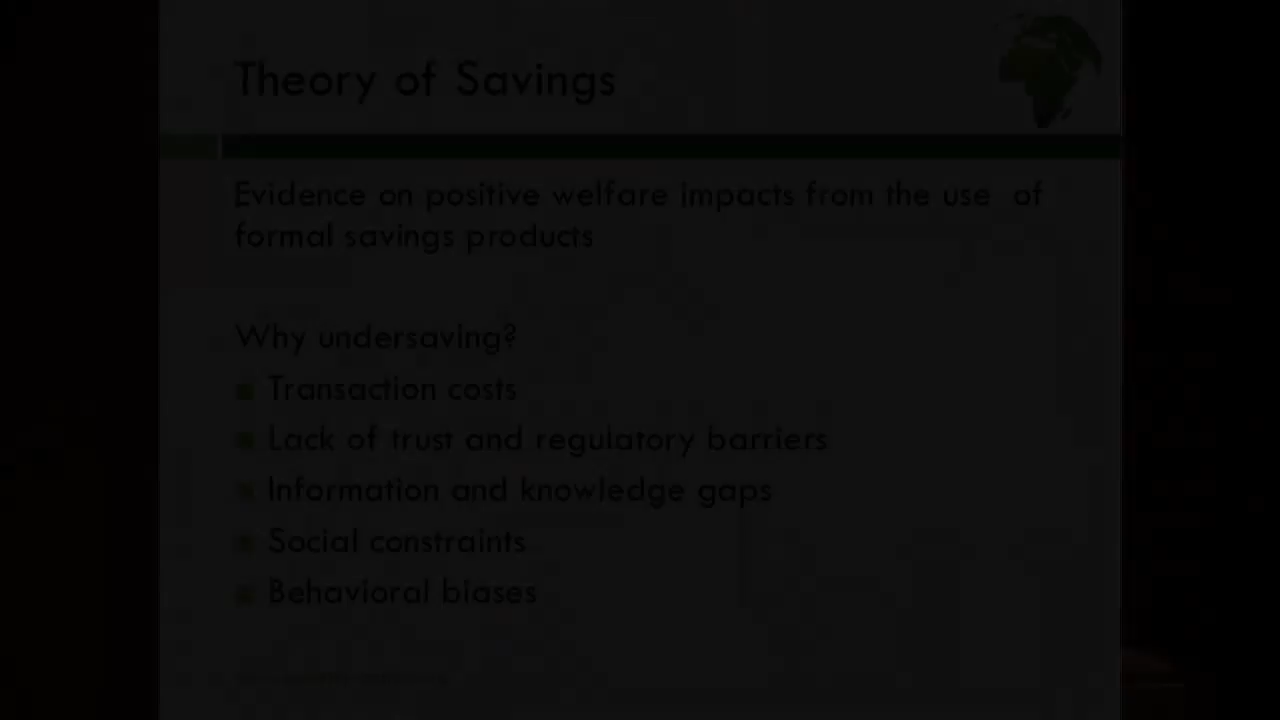 Theory of Savings
Evidence on positive welfare impacts from the use of
formal savings products
Why undersaving?
Transaction costs
Lack of trust and regulatory barriers
Information and knowledge gaps
Social constraints
Behavioral biases